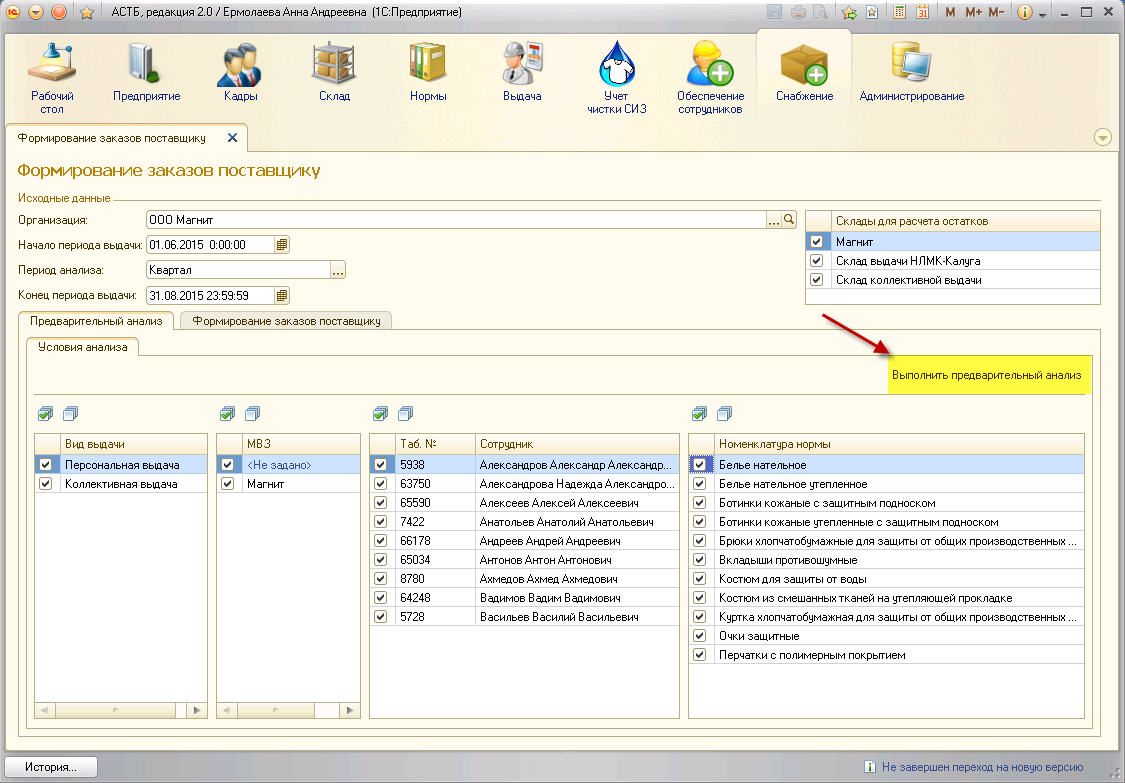 АСТБ, редакция 2.0 / Ермолаева Анна Андреевна (1С:Предприятие)
M M+ M-
Рабочий стол
Предприятие
Кадры
Склад
Нормы
Выдача
Учет чистки СИЗ
Обеспечение сотрудников
Снабжение
Администрирование
Формирование заказов поставщику
Формирование заказов поставщику
Исходные данные
Организация: ООО Магнит ...
Начало периода выдачи: 01.06.2015 0:00:00
Период анализа: Квартал ...
Конец периода выдачи: 31.08.2015 23:59:59
Склады для расчета остатков
Магнит
Склад выдачи НЛМК-Калуга
Склад коллективной выдачи
Предварительный анализ
Формирование заказов поставщику
Условия анализа
Выполнить предварительный анализ
Вид выдачи
Персональная выдача
Коллективная выдача
МВЗ
<Не задано>
Магнит
Таб. № Сотрудник
5938 Александров Александр Александр...
63750 Александрова Надежда Александро...
65590 Алексеев Алексей Алексеевич
7422 Анатольев Анатолий Анатольевич
66178 Андреев Андрей Андреевич
65034 Антонов Антон Антонович
8780 Ахмедов Ахмед Ахмедович
64248 Вадимов Вадим Вадимович
5728 Васильев Василий Васильевич
Номенклатура нормы
Белье нательное
Белье нательное утепленное
Ботинки кожаные с защитным подноском
Ботинки кожаные утепленные с защитным подноском
Брюки хлопчатобумажные для защиты от общих производственных ...
Вкладыши противошумные
Костюм для защиты от воды
Костюм из смешанных тканей на утепляющей прокладке
Куртка хлопчатобумажная для защиты от общих производственных ...
Очки защитные
Перчатки с полимерным покрытием
История...
Не завершен переход на новую версию